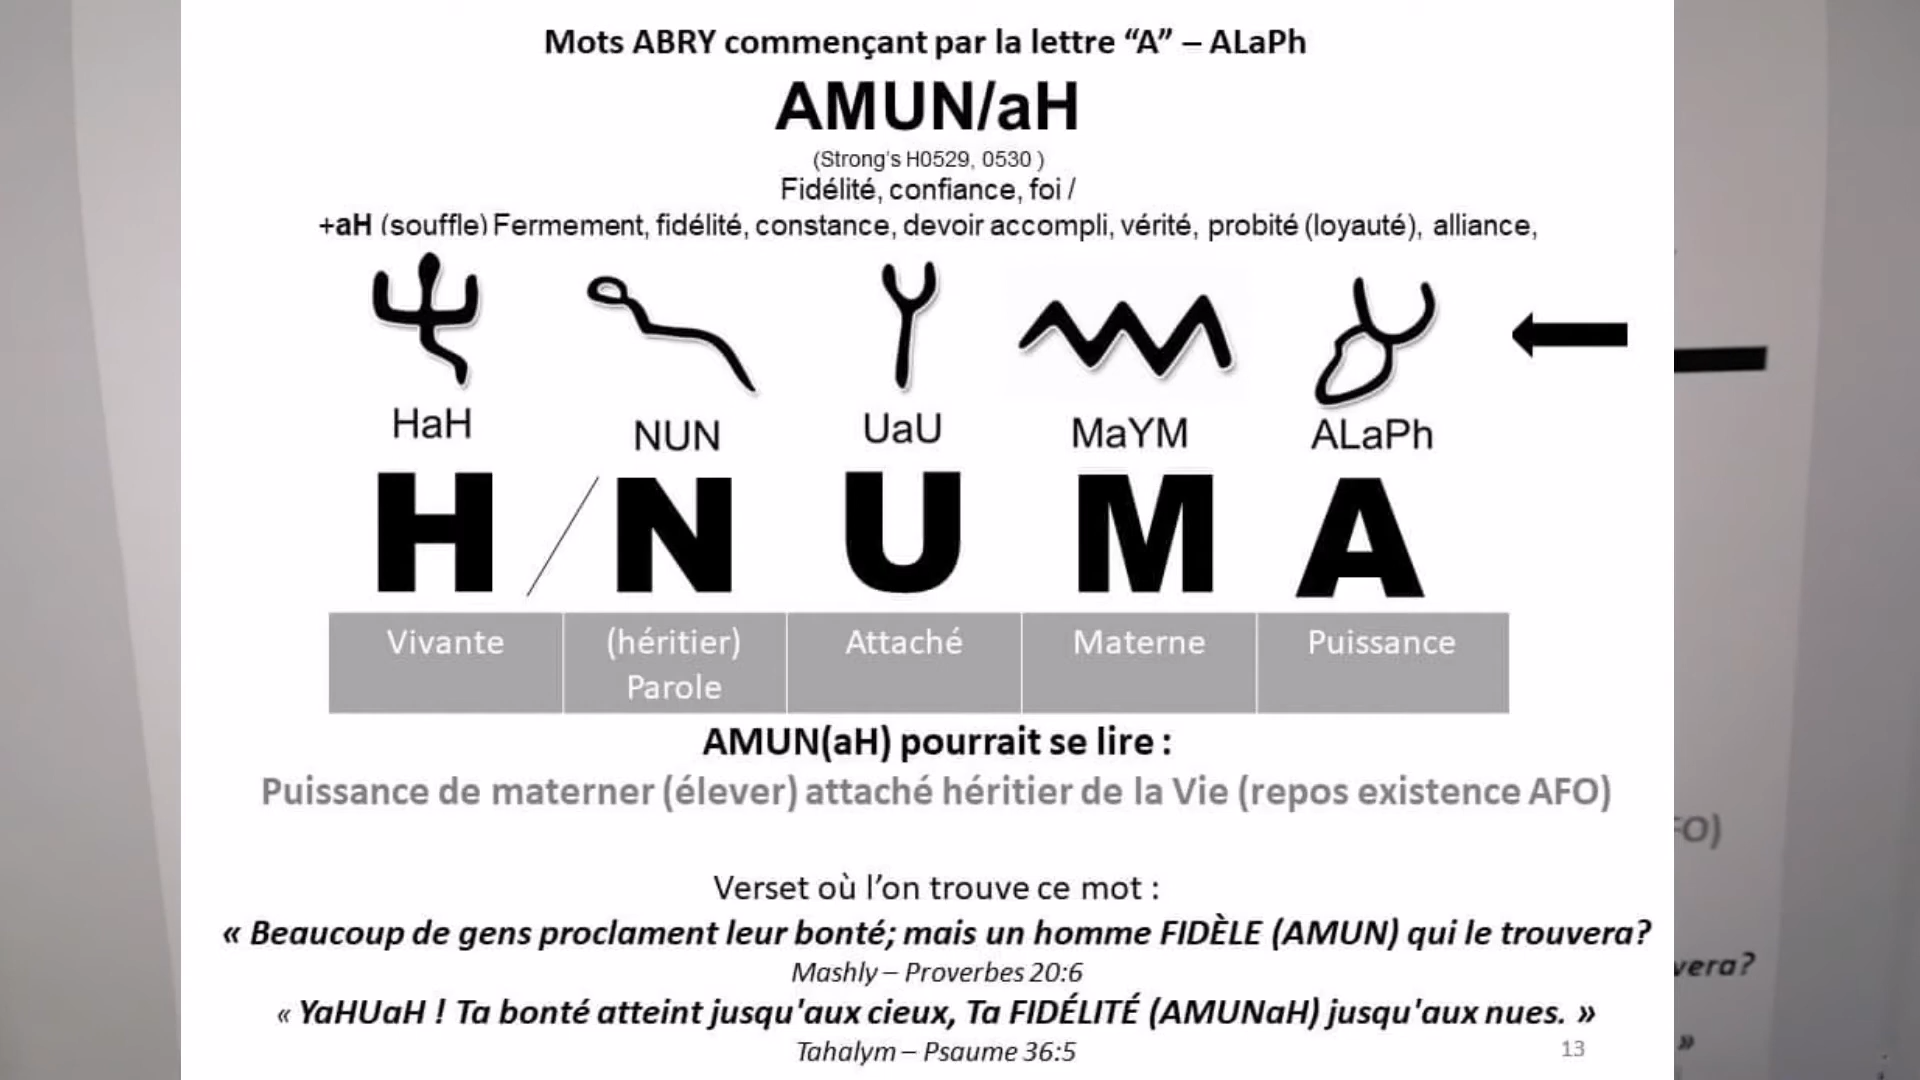 Mots ABRY commençant par la lettre “A” – ALaPh
AMUN/aH
(Strong's H0529, 0530 )
Fidélité, confiance, foi /
+aH (souffle) Fermement, fidélité, constance, devoir accompli, vérité, probité (loyauté), alliance,
HaH NUN UaU MaYM ALaPh
H / N U M A
Vivante (héritier) Parole Attaché Materne Puissance
AMUN(aH) pourrait se lire :
Puissance de materner (élever) attaché héritier de la Vie (repos existence AFO)
FO)
Verset où l’on trouve ce mot :
« Beaucoup de gens proclament leur bonté; mais un homme FIDÈLE (AMUN) qui le trouvera?
vera?
Mashly – Proverbes 20:6
« YaHUaH ! Ta bonté atteint jusqu'aux cieux, Ta FIDÉLITÉ (AMUNaH) jusqu'aux nues. »
»
Tahalym – Psaume 36:5
13